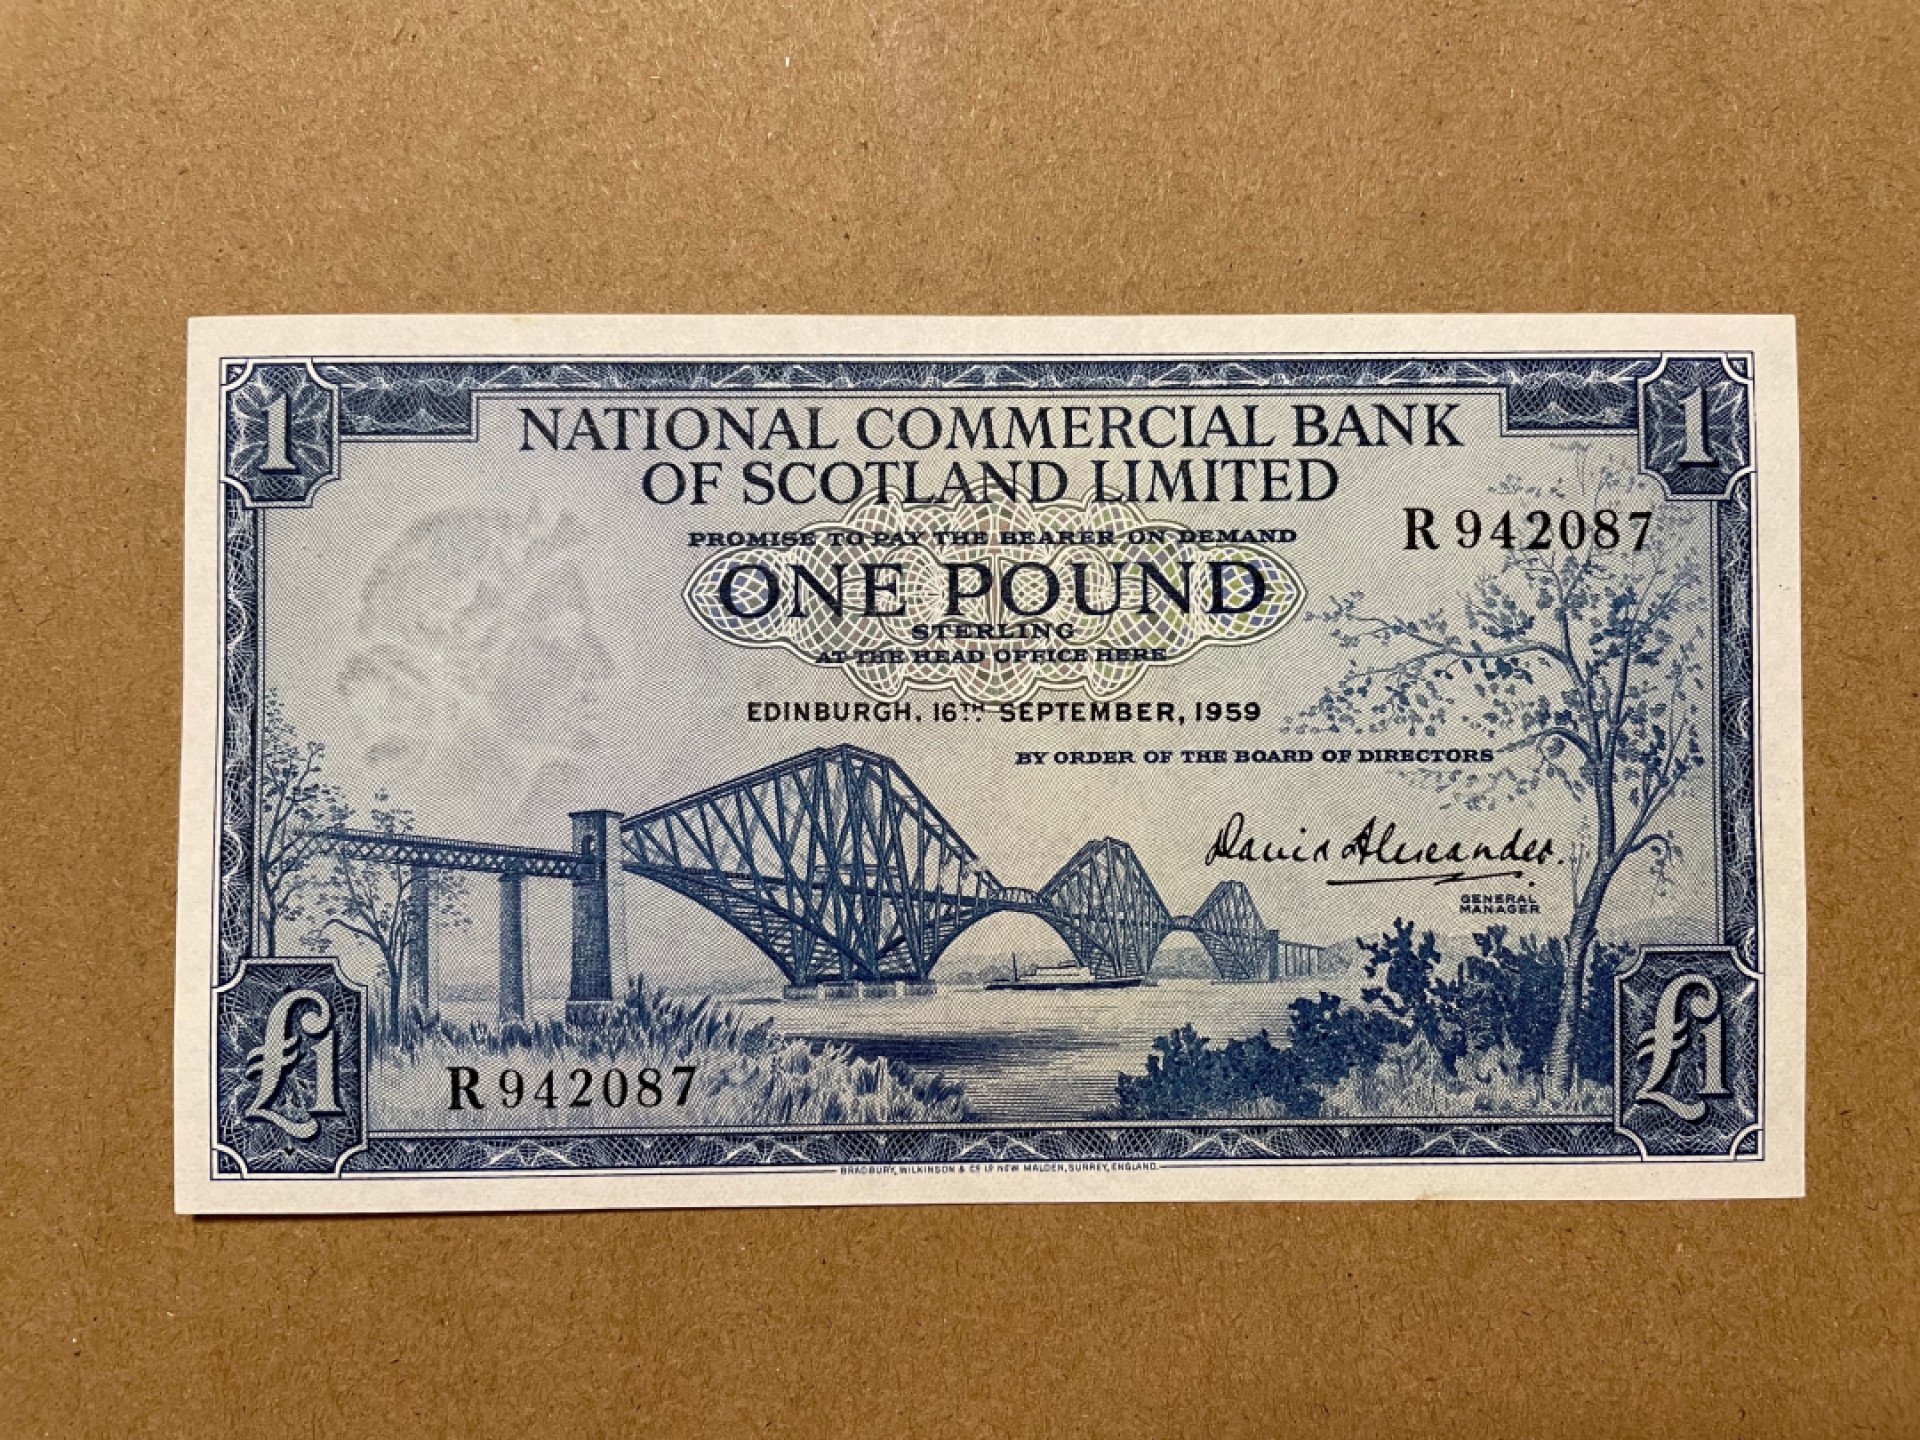 1 1
NATIONAL COMMERCIAL BANK
OF SCOTLAND LIMITED
R 942087
PROMISE TO PAY THE BEARER ON DEMAND
ONE POUND
STERLING
AT THE HEAD OFFICE HERE
EDINBURGH, 16TH SEPTEMBER, 1959
BY ORDER OF THE BOARD OF DIRECTORS
David Alexander.
GENERAL
MANAGER
£1 £1
R 942087
BRADBURY, WILKINSON & Co. Ld. NEW MALDEN, SURREY, ENGLAND.